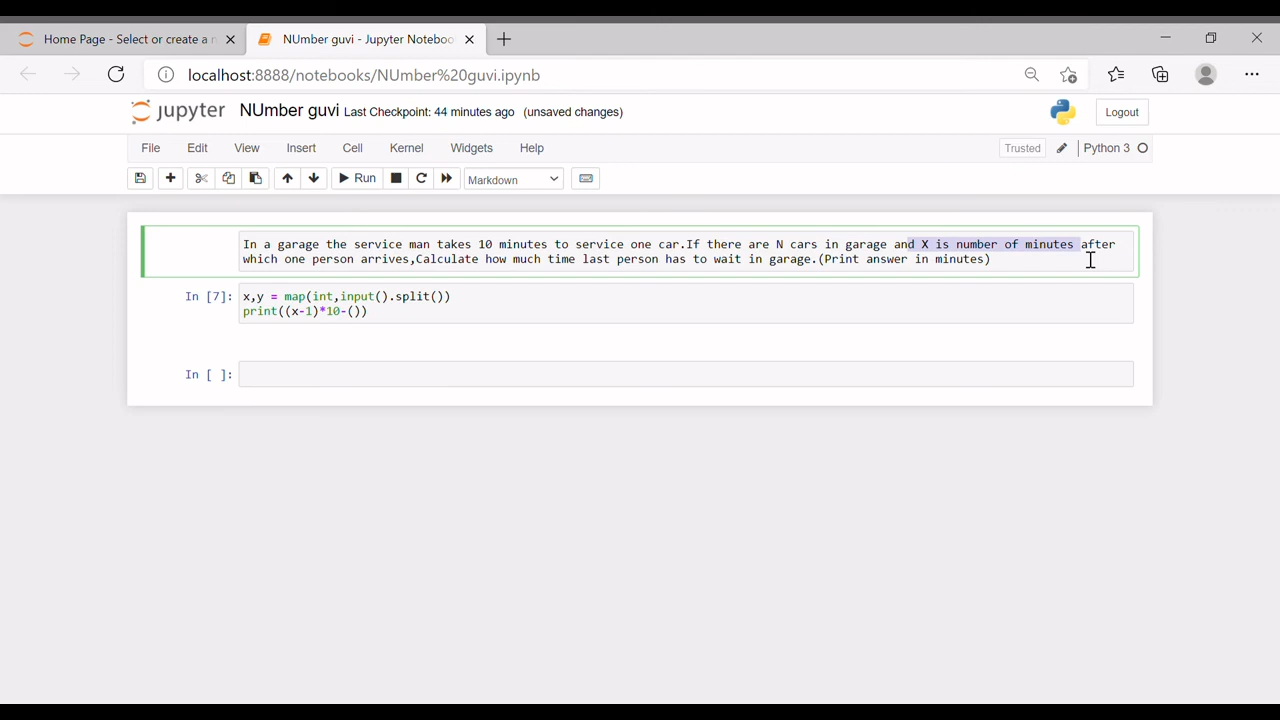 Home Page - Select or create a n
NUmber guvi - Jupyter Noteboo
localhost:8888/notebooks/NUmber%20guvi.ipynb
jupyter NUmber guvi Last Checkpoint: 44 minutes ago (unsaved changes) Logout
File Edit View Insert Cell Kernel Widgets Help Trusted Python 3
Run Markdown
In a garage the service man takes 10 minutes to service one car.If there are N cars in garage and X is number of minutes after
which one person arrives,Calculate how much time last person has to wait in garage.(Print answer in minutes)
In [7]: x,y = map(int,input().split())
print((x-1)*10-())
In [ ]: